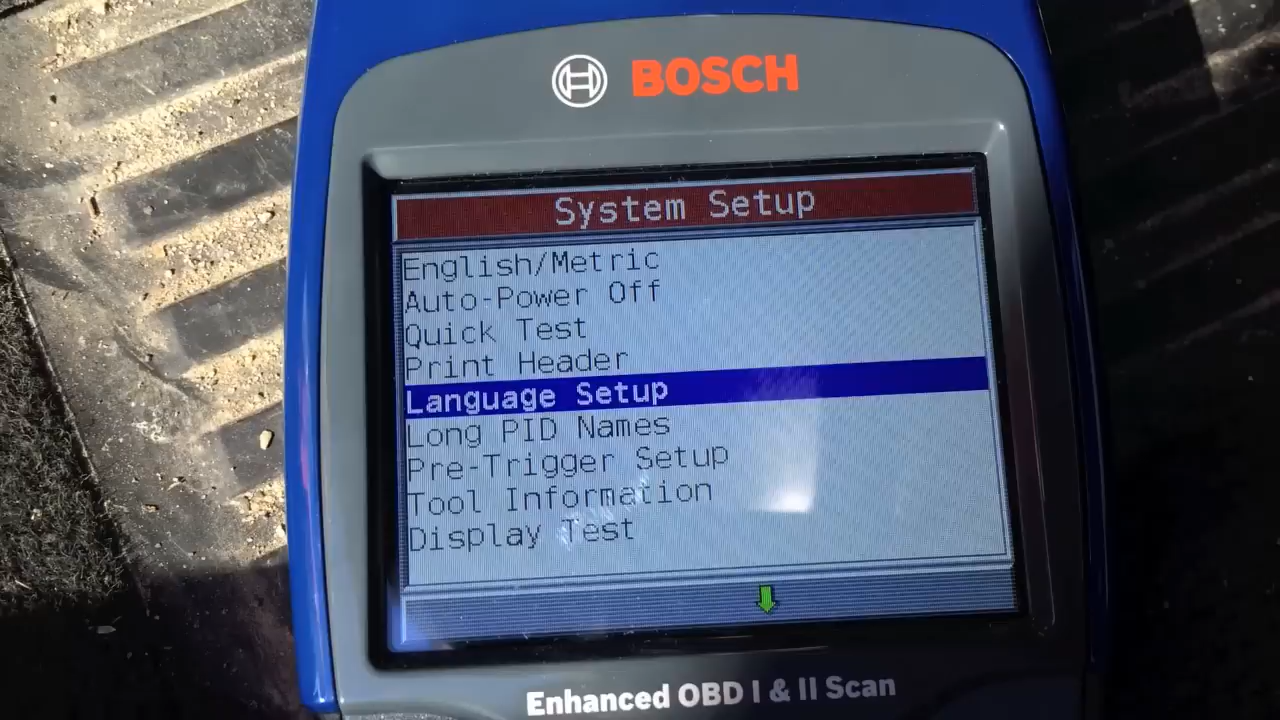 BOSCH
System Setup
English/Metric
Auto-Power Off
Quick Test
Print Header
Language Setup
Long PID Names
Pre-Trigger Setup
Tool Information
Display Test
Enhanced OBD I & II Scan